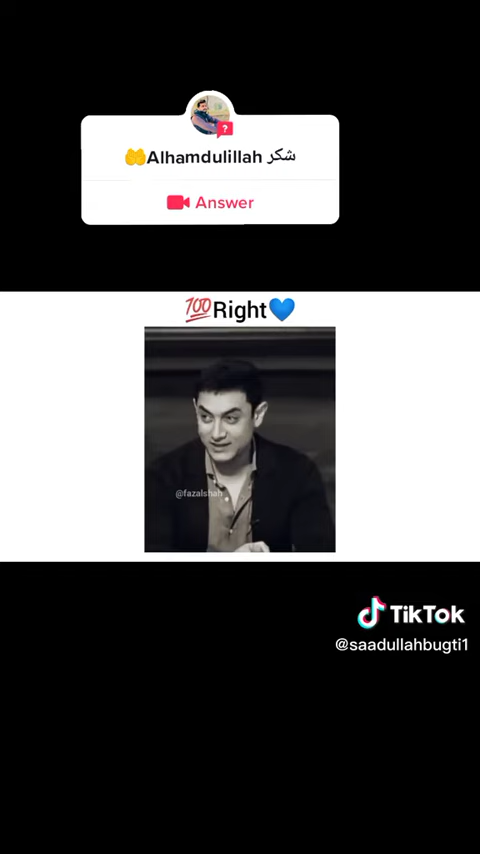 🤲Alhamdulillah شکر
Answer
💯Right💙
@fazalshah
TikTok
@saadullahbugti1